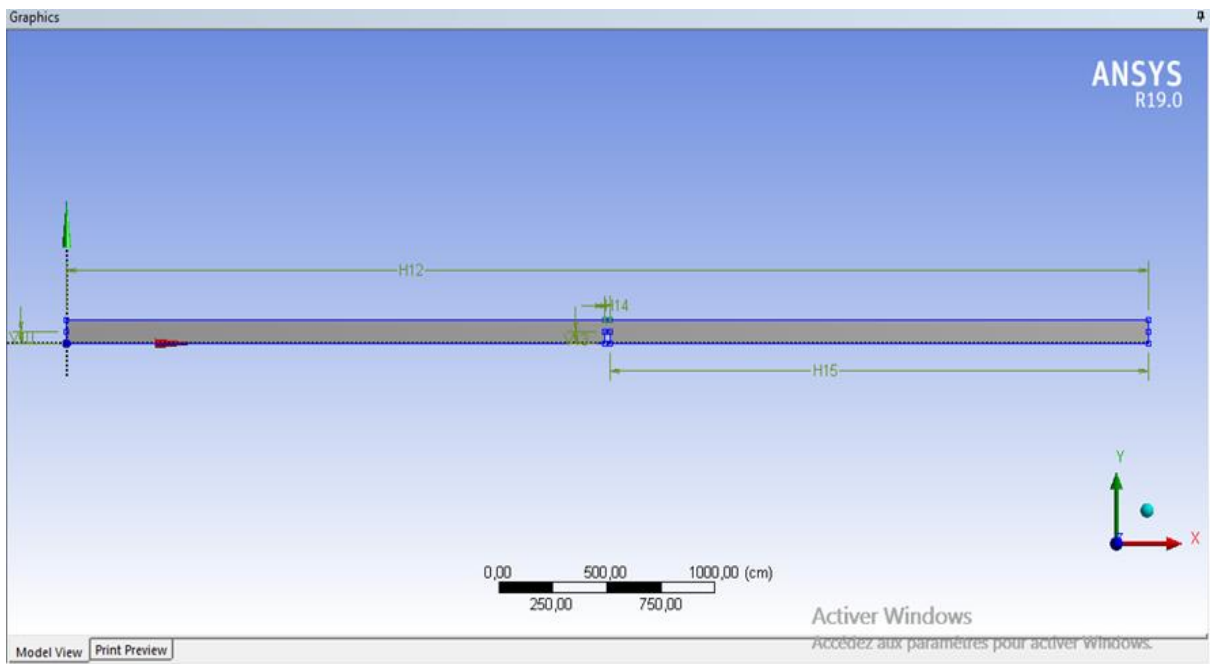 Graphics
ANSYS
R19.0
H12
H14
H15
Y
X
0,00 500,00 1000,00 (cm)
250,00 750,00
Activer Windows
Accédez aux paramètres pour activer Windows.
Model View Print Preview